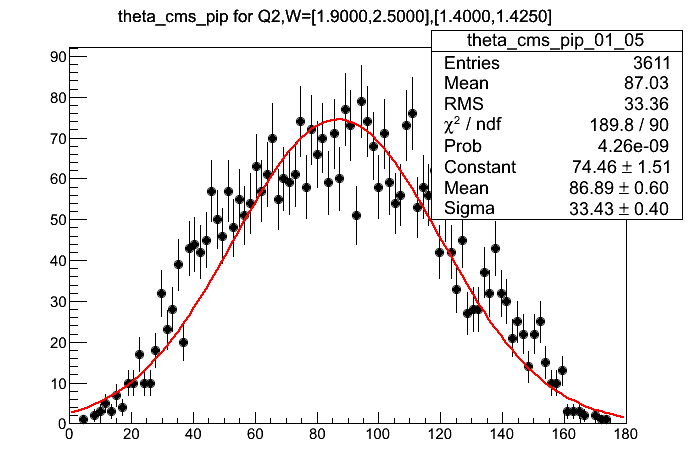 theta_cms_pip for Q2,W=[1.9000,2.5000],[1.4000,1.4250]
theta_cms_pip_01_05
Entries 3611
Mean 87.03
RMS 33.36
χ² / ndf 189.8 / 90
Prob 4.26e-09
Constant 74.46 ± 1.51
Mean 86.89 ± 0.60
Sigma 33.43 ± 0.40
90
80
70
60
50
40
30
20
10
0
0 20 40 60 80 100 120 140 160 180